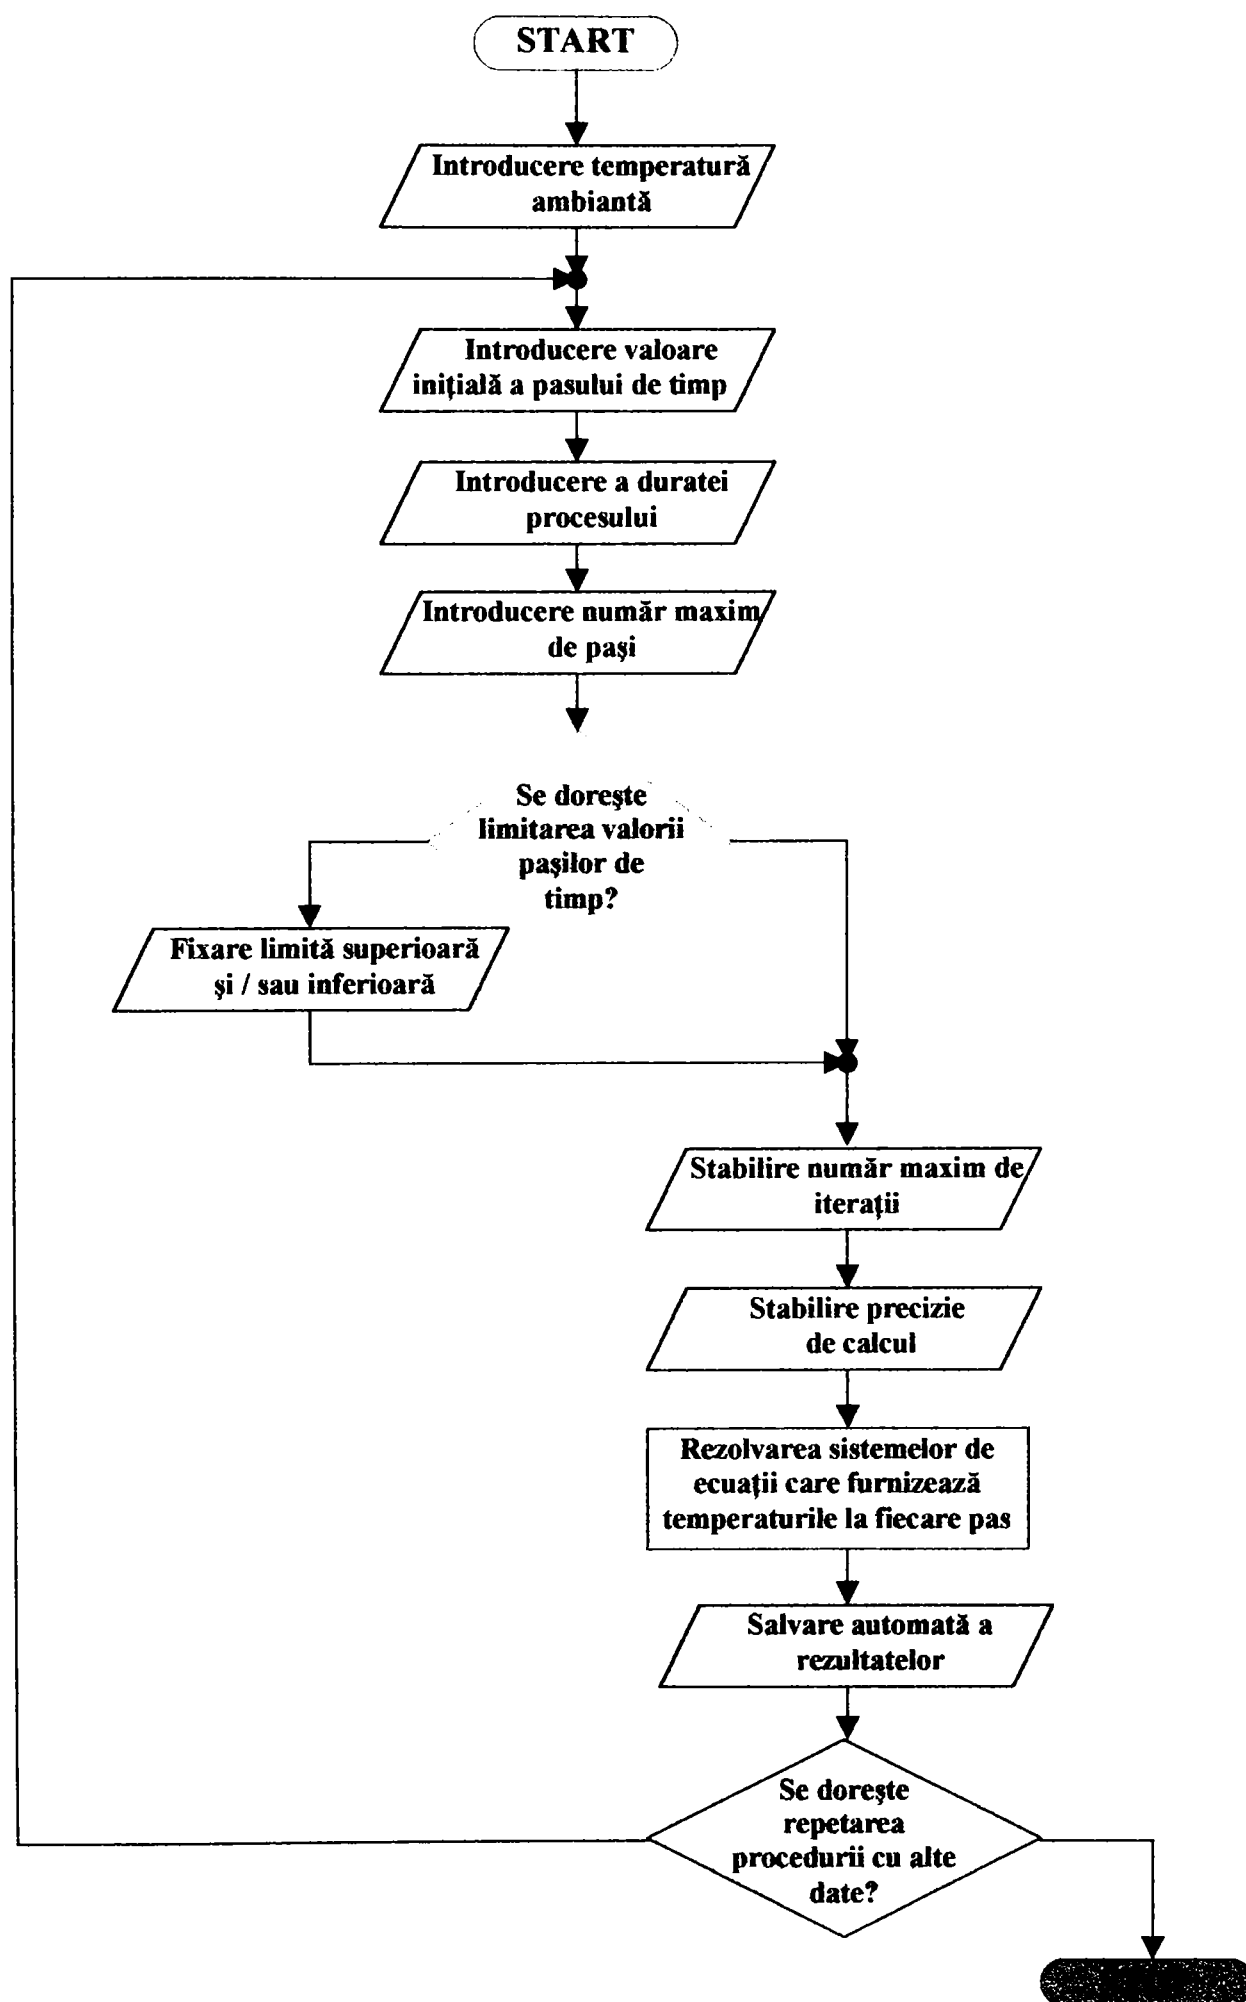 START
Introducere temperatură
ambiantă
Introducere valoare
iniţială a pasului de timp
Introducere a duratei
procesului
Introducere număr maxim
de paşi
Se doreşte
limitarea valorii
paşilor de
timp?
Fixare limită superioară
şi / sau inferioară
Stabilire număr maxim de
iteraţii
Stabilire precizie
de calcul
Rezolvarea sistemelor de
ecuaţii care furnizează
temperaturile la fiecare pas
Salvare automată a
rezultatelor
Se doreşte
repetarea
procedurii cu alte
date?